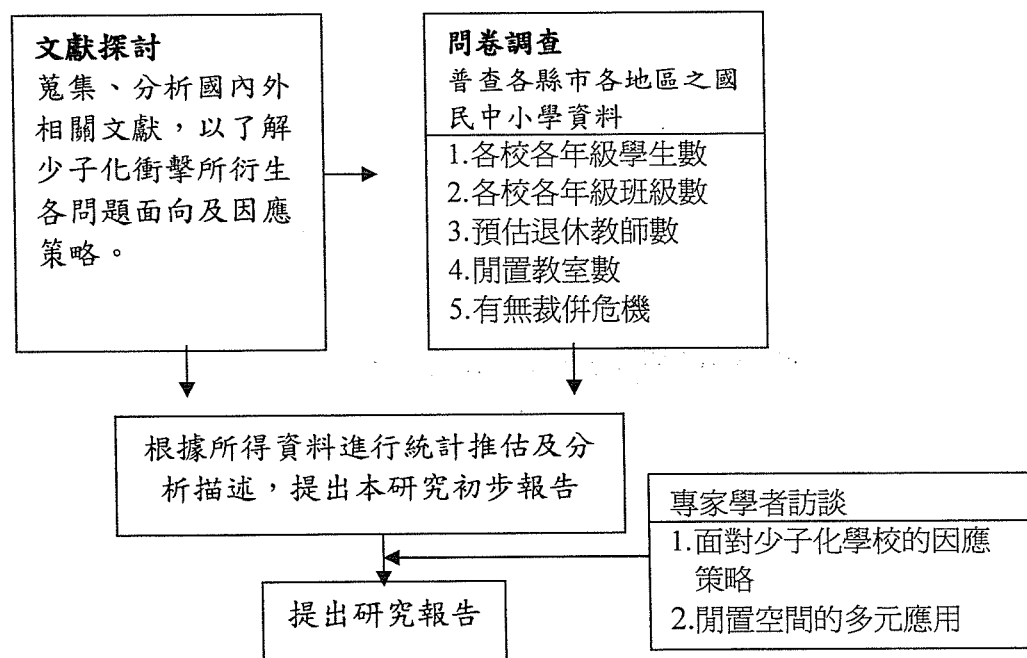 文獻探討
蒐集、分析國內外
相關文獻，以了解
少子化衝擊所衍生
各問題面向及因應
策略。
問卷調查
普查各縣市各地區之國
民中小學資料
1.各校各年級學生數
2.各校各年級班級數
3.預估退休教師數
4.閒置教室數
5.有無裁併危機
根據所得資料進行統計推估及分
析描述，提出本研究初步報告
專家學者訪談
1.面對少子化學校的因應
策略
2.閒置空間的多元應用
提出研究報告